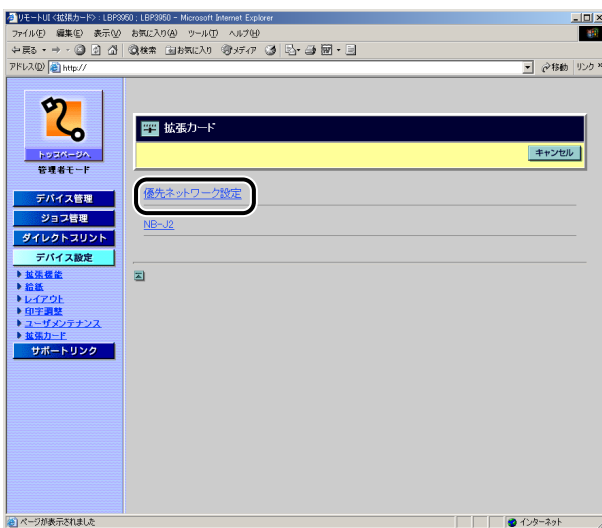 リモートUI <拡張カード> : LBP3950 ; LBP3950 - Microsoft Internet Explorer
ファイル(F) 編集(E) 表示(V) お気に入り(A) ツール(T) ヘルプ(H)
戻る 検索 お気に入り メディア
アドレス(D) http:// 移動 リンク »
トップページへ
管理者モード
デバイス管理
ジョブ管理
ダイレクトプリント
デバイス設定
拡張機能
給紙
レイアウト
印字調整
ユーザメンテナンス
拡張カード
サポートリンク
拡張カード
キャンセル
優先ネットワーク設定
NB-J2
ページが表示されました インターネット